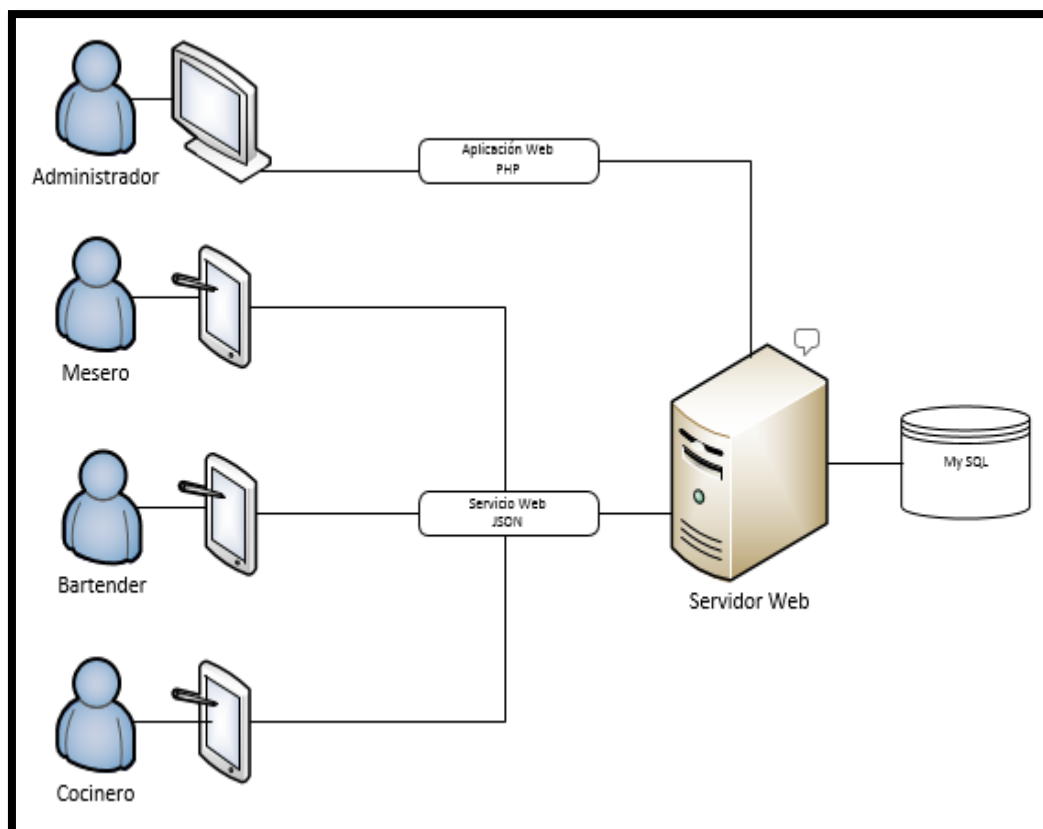 Administrador
Aplicación Web
PHP
Mesero
My SQL
Servicio Web
JSON
Bartender
Servidor Web
Cocinero